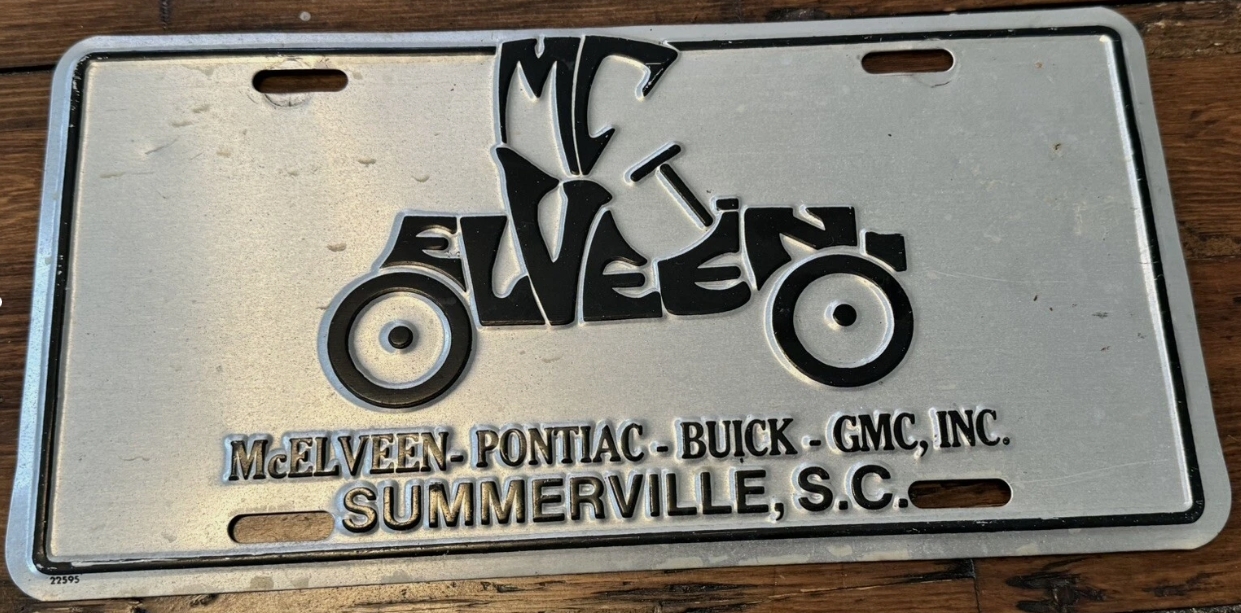 Mc
ELVEEN
McELVEEN-PONTIAC-BUICK-GMC, INC.
SUMMERVILLE, S.C.
22595